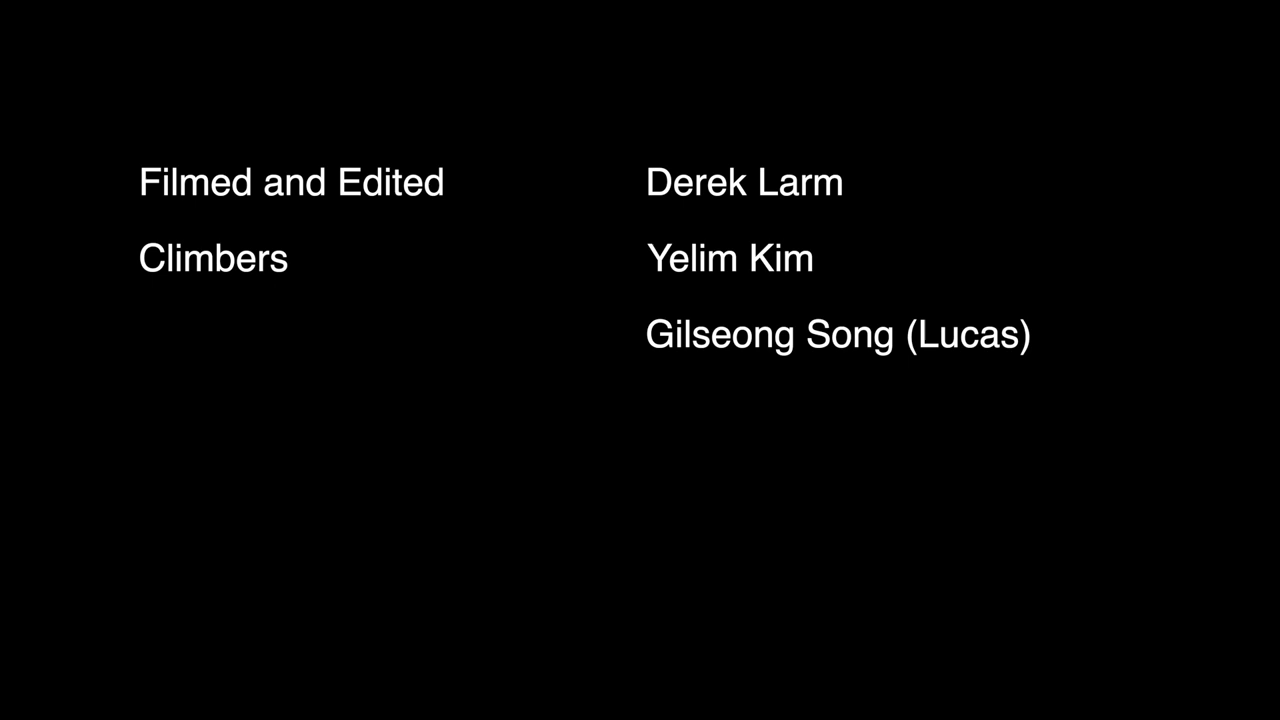 Filmed and Edited Derek Larm
Climbers Yelim Kim
Gilseong Song (Lucas)